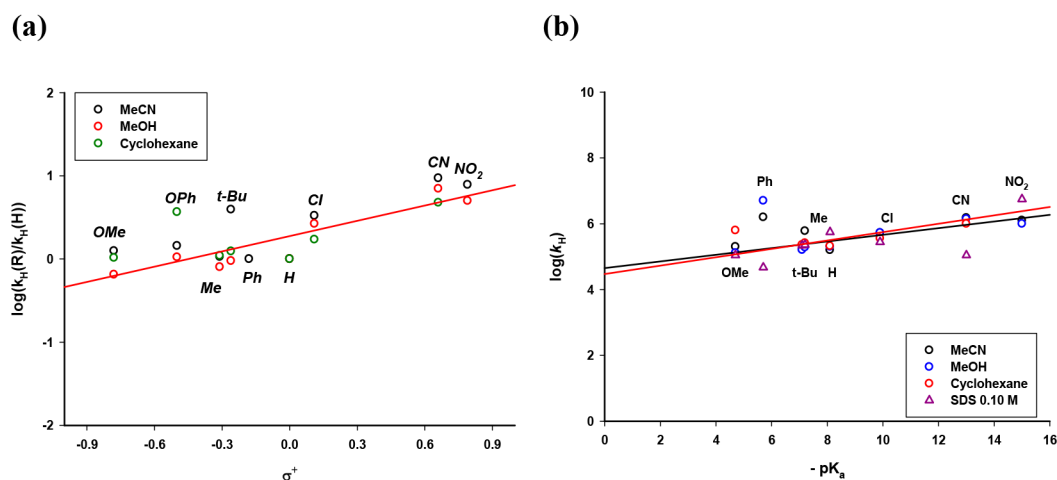 (a)
(b)
MeCN
MeOH
Cyclohexane
OMe
OPh
t-Bu
Me
Ph
H
Cl
CN
NO2
2
1
0
-1
-2
-0.9
-0.6
-0.3
0.0
0.3
0.6
0.9
log(kH(R)/kH(H))
σ+
Ph
NO2
CN
Me
Cl
OMe
t-Bu
H
MeCN
MeOH
Cyclohexane
SDS 0.10 M
10
8
6
4
2
0
0
2
4
6
8
10
12
14
16
log(kH)
- pKa